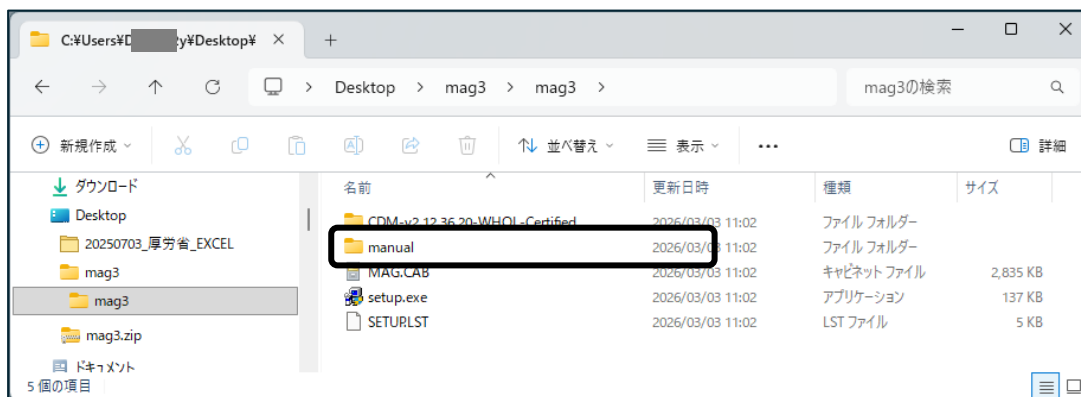 C:¥Users¥D y¥Desktop¥
Desktop > mag3 > mag3 >
mag3の検索
新規作成
並べ替え
表示
詳細
名前 更新日時 種類 サイズ
ダウンロード
Desktop
20250703_厚労省_EXCEL
mag3
mag3
mag3.zip
ドキュメント
CDM-v2.12.36.20-WHQL-Certified 2026/03/03 11:02 ファイル フォルダー
manual 2026/03/03 11:02 ファイル フォルダー
MAG.CAB 2026/03/03 11:02 キャビネット ファイル 2,835 KB
setup.exe 2026/03/03 11:02 アプリケーション 137 KB
SETUP.LST 2026/03/03 11:02 LST ファイル 5 KB
5 個の項目